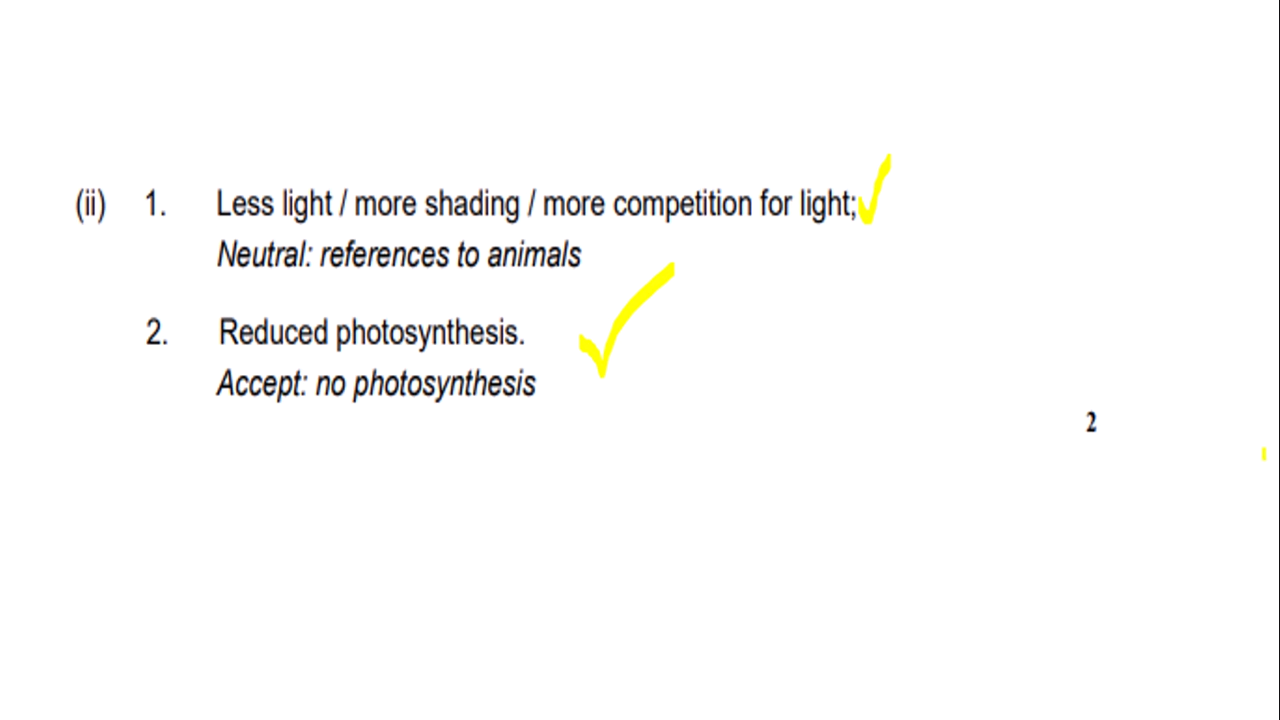 (ii) 1. Less light / more shading / more competition for light;
Neutral: references to animals
2. Reduced photosynthesis.
Accept: no photosynthesis
2